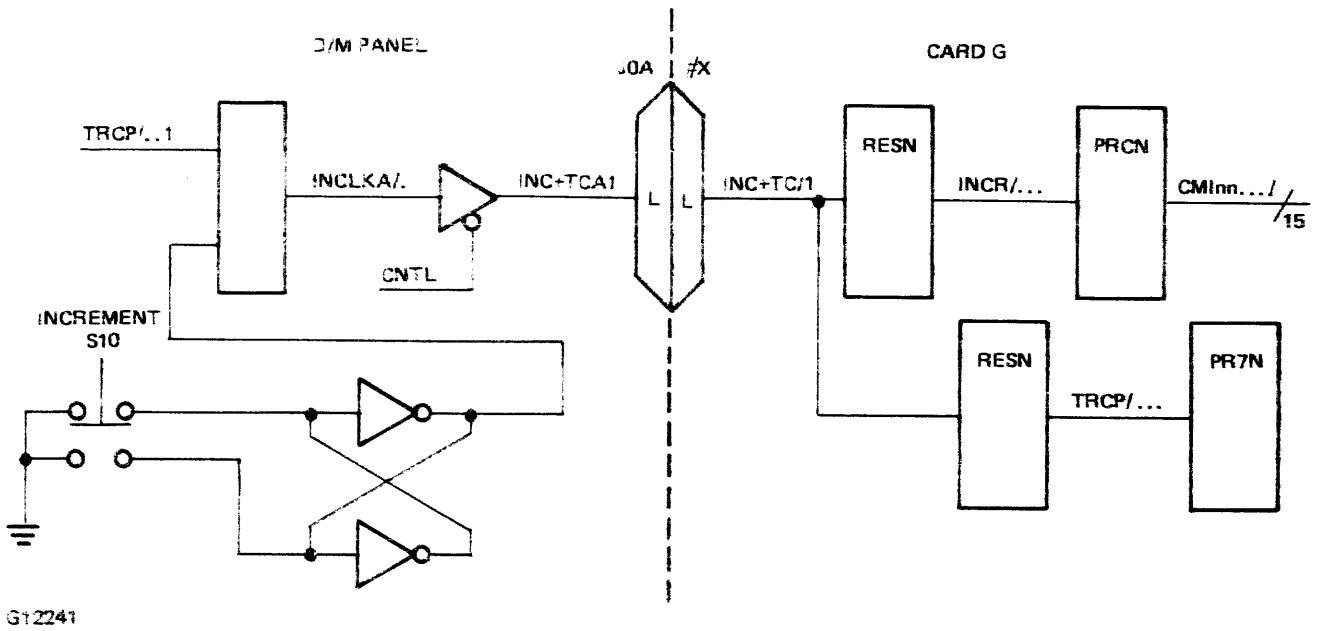 D/M PANEL
J0A #X
CARD G
TRCP/..1
INCLKA/.
INC+TCA1
L L
INC+TC/1
RESN
INCR/...
PRCN
CMInn.../
15
CNTL
INCREMENT
S10
RESN
TRCP/...
PR7N
G12241